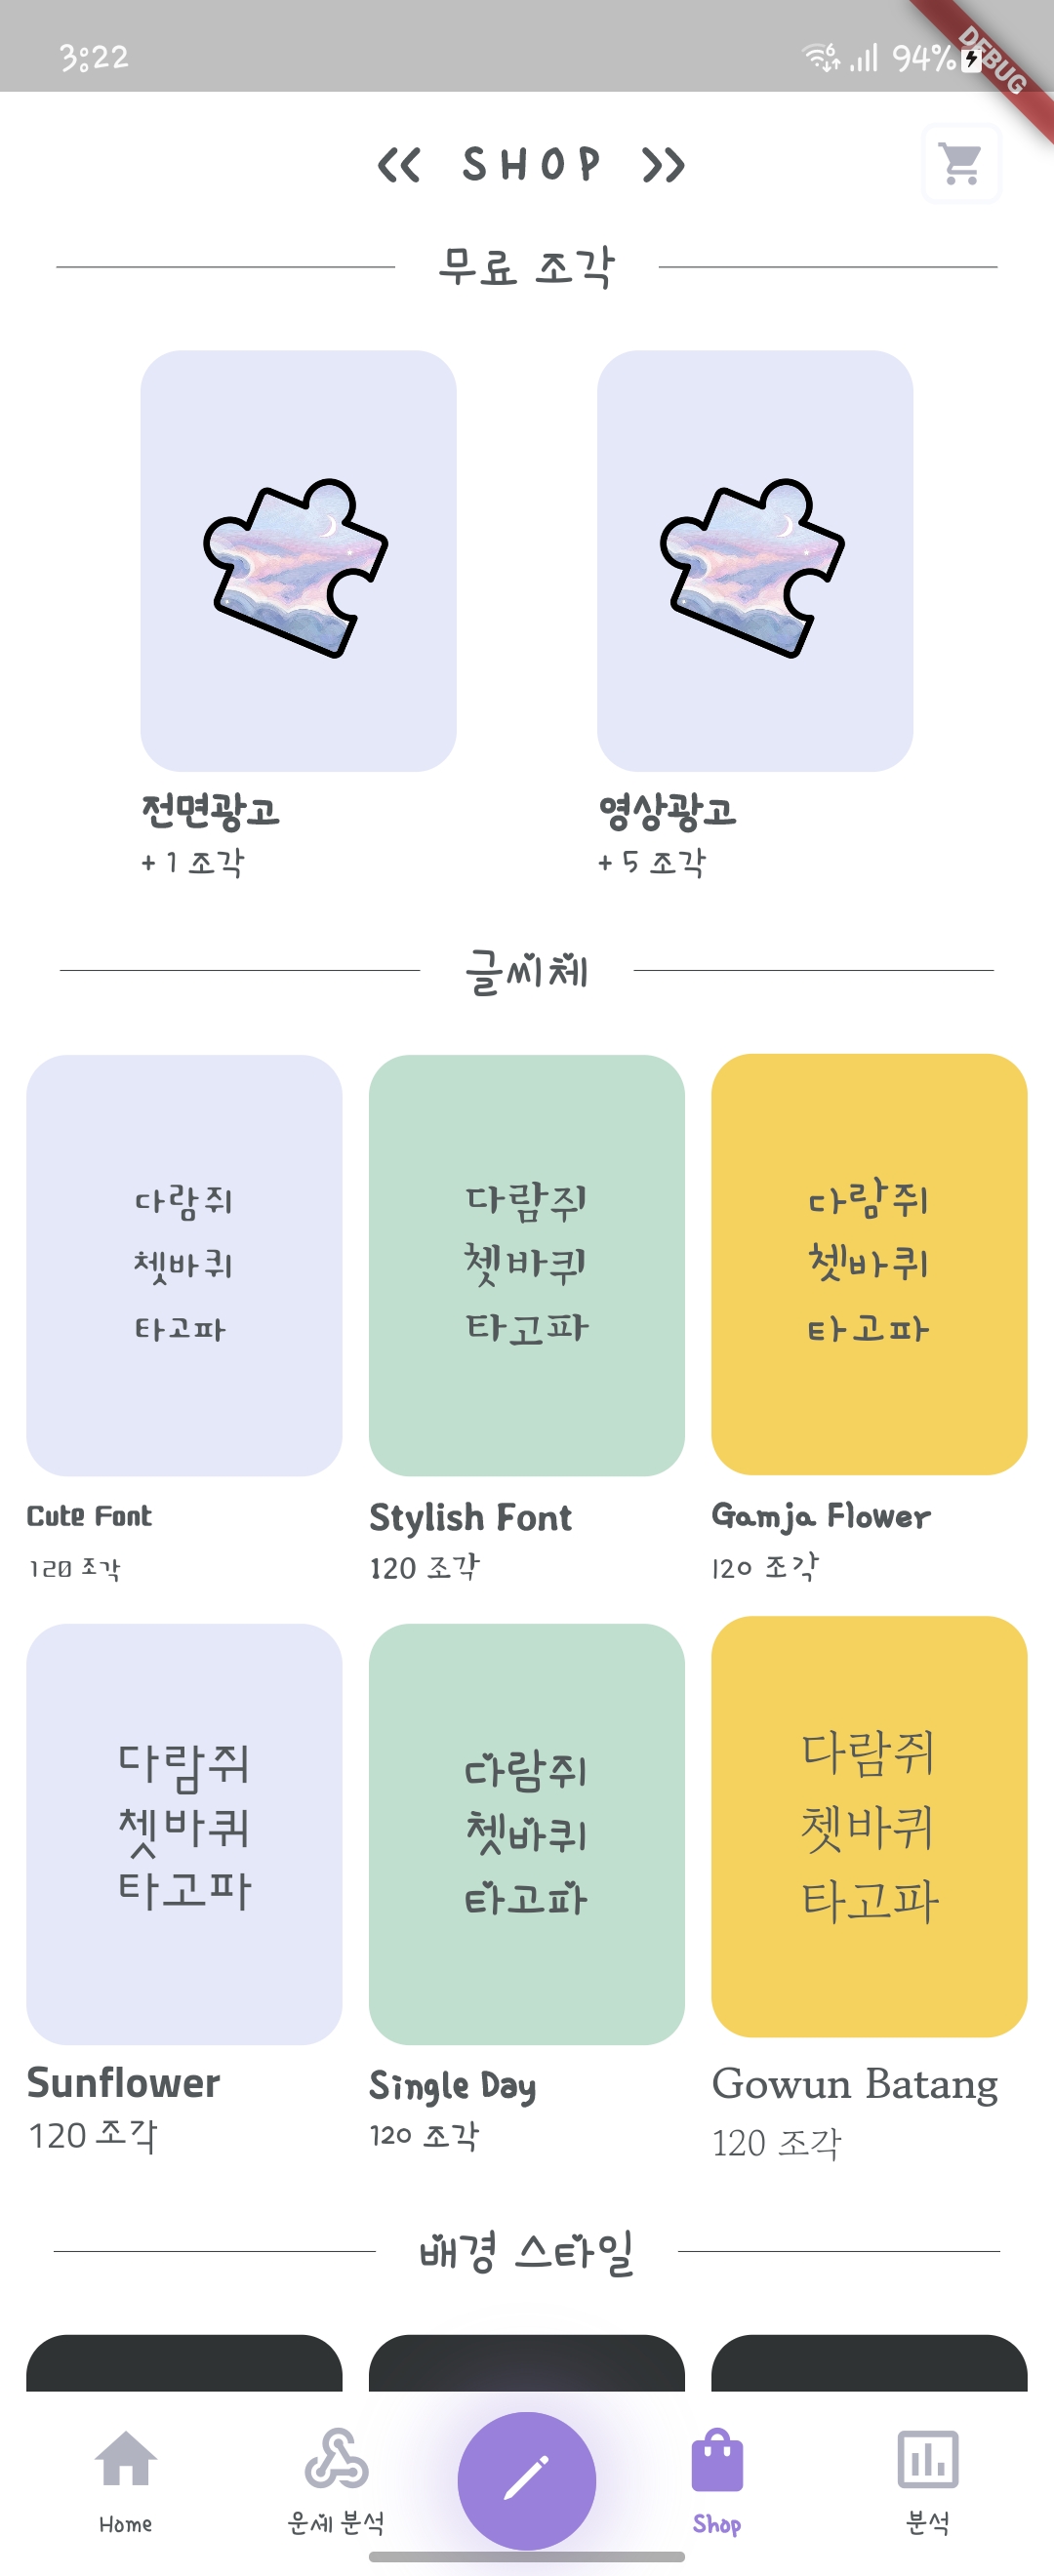 3:22
94%
DEBUG
« SHOP »
무료 조각
전면광고
+ 1 조각
영상광고
+ 5 조각
글씨체
다람쥐
쳇바퀴
타고파
Cute Font
120 조각
다람쥐
쳇바퀴
타고파
Stylish Font
120 조각
다람쥐
쳇바퀴
타고파
Gamja Flower
120 조각
다람쥐
쳇바퀴
타고파
Sunflower
120 조각
다람쥐
쳇바퀴
타고파
Single Day
120 조각
다람쥐
쳇바퀴
타고파
Gowun Batang
120 조각
배경 스타일
Home
운세 분석
Shop
분석